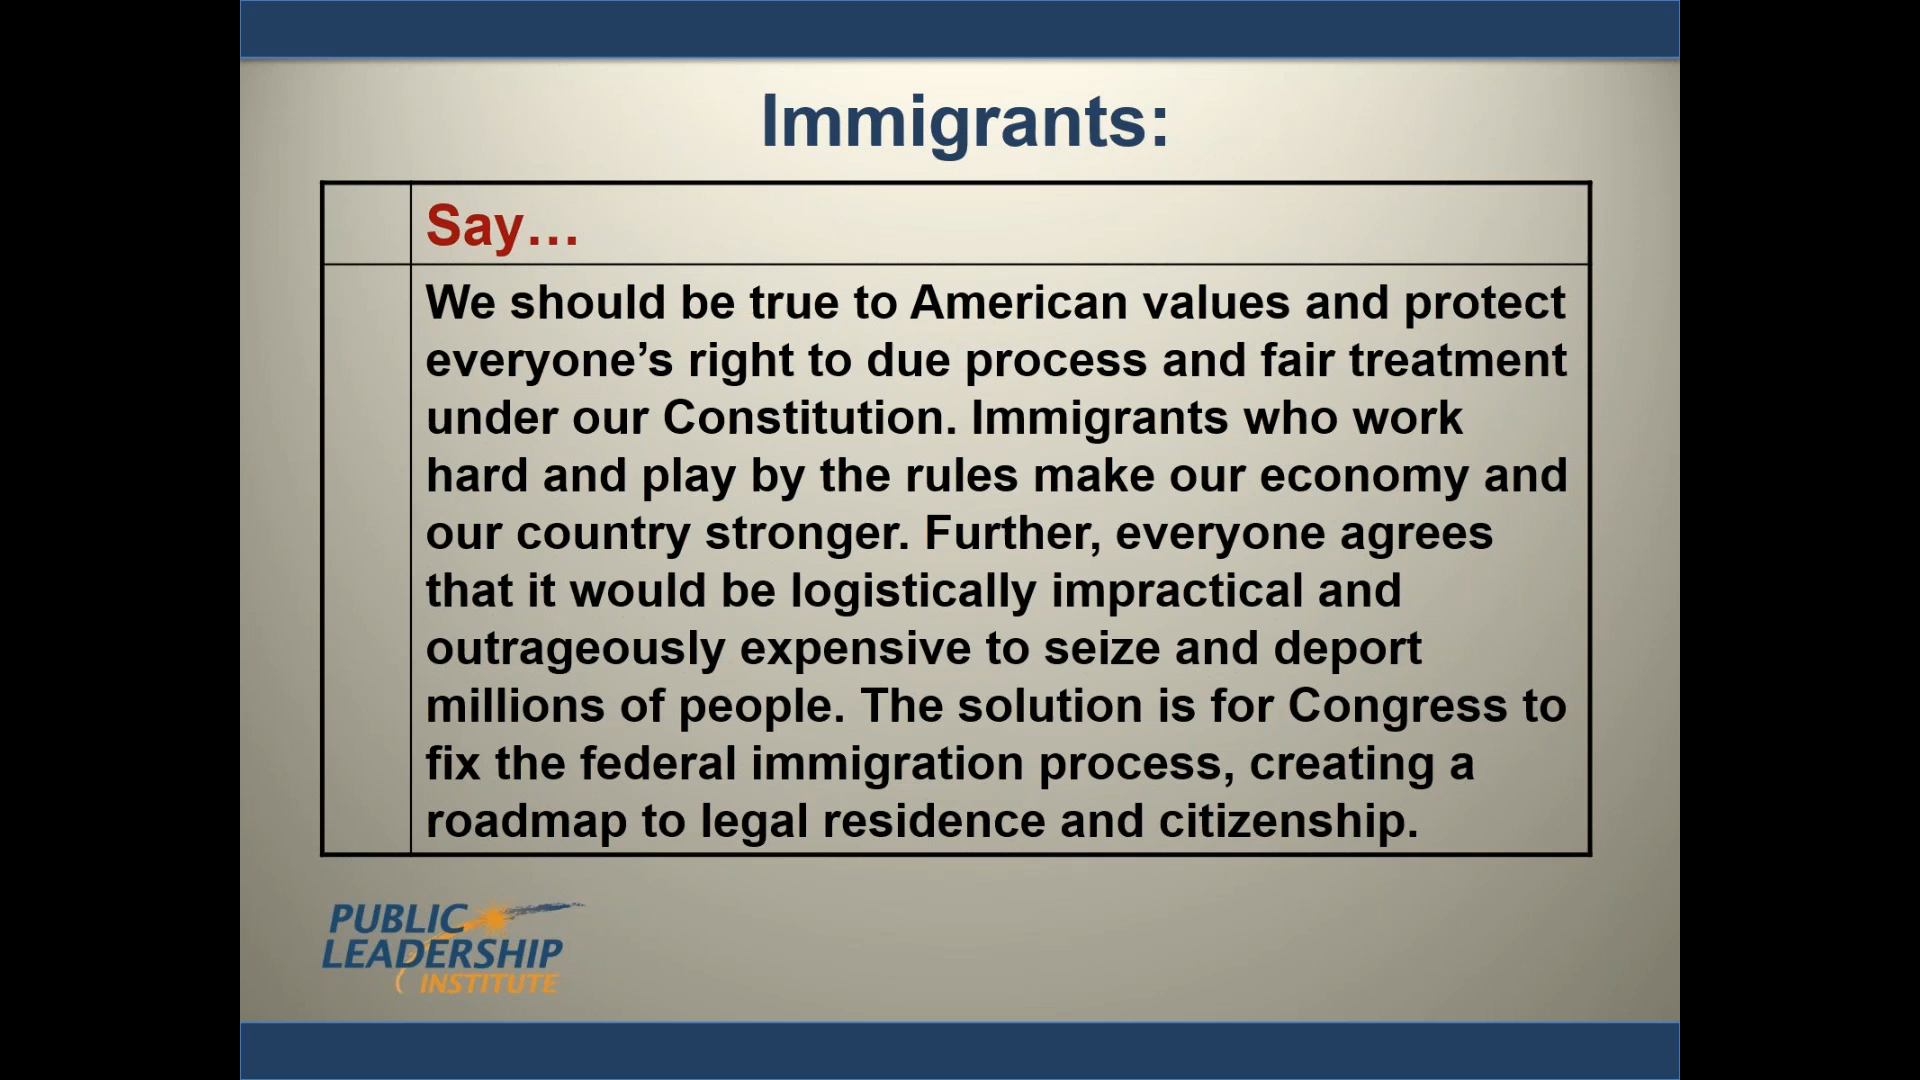 Immigrants:
Say…
We should be true to American values and protect
everyone’s right to due process and fair treatment
under our Constitution. Immigrants who work
hard and play by the rules make our economy and
our country stronger. Further, everyone agrees
that it would be logistically impractical and
outrageously expensive to seize and deport
millions of people. The solution is for Congress to
fix the federal immigration process, creating a
roadmap to legal residence and citizenship.
PUBLIC
LEADERSHIP
INSTITUTE